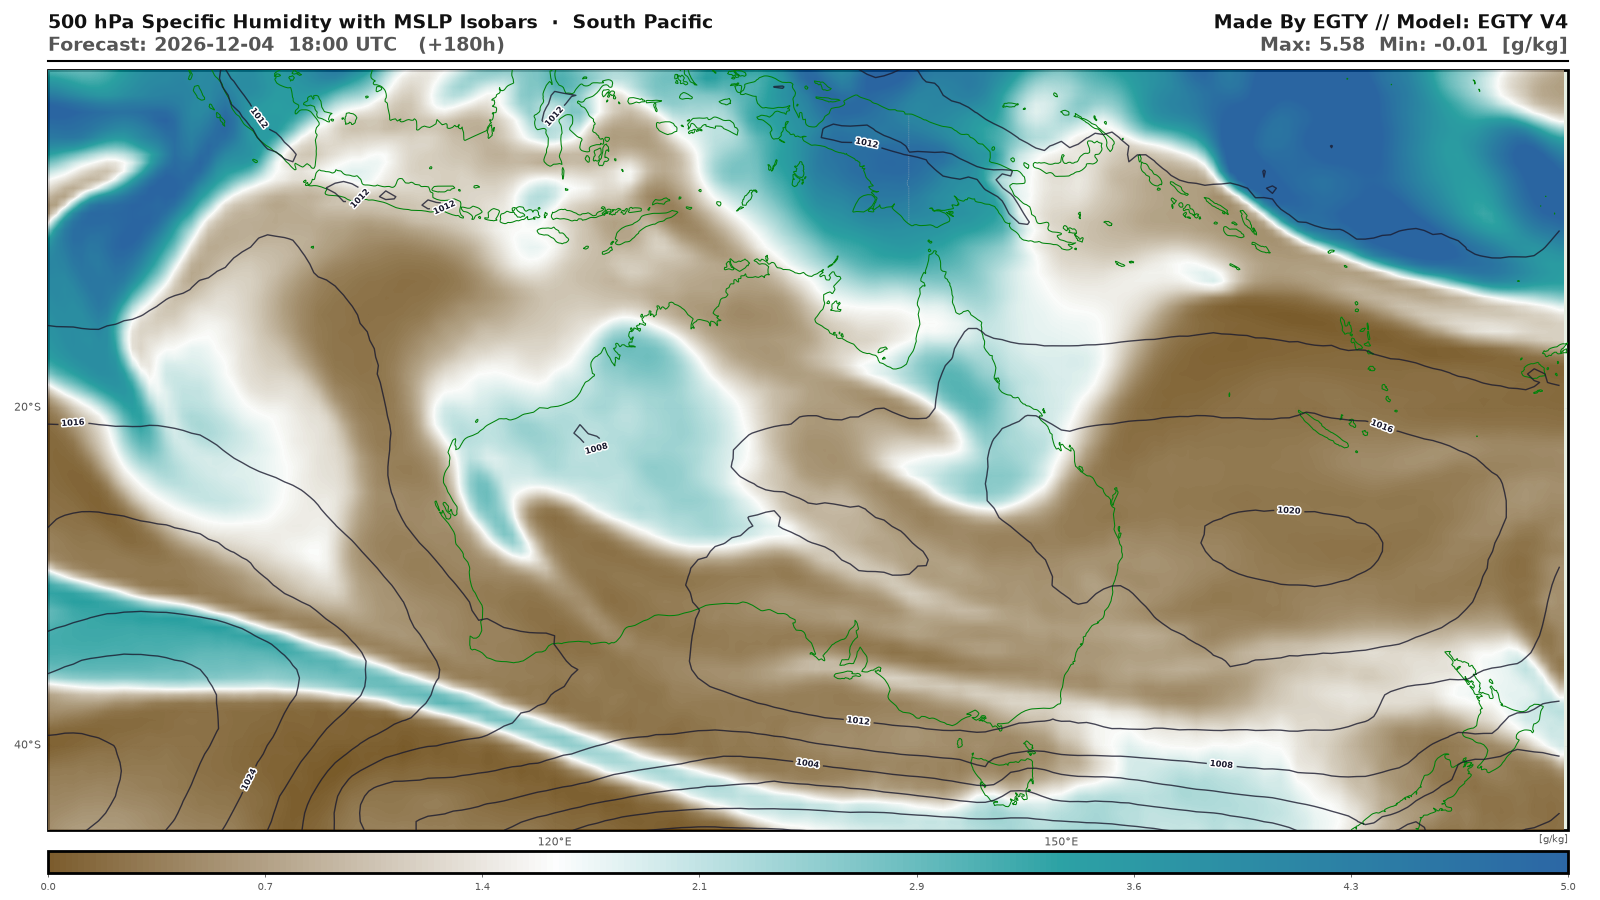 500 hPa Specific Humidity with MSLP Isobars · South Pacific
Made By EGTY // Model: EGTY V4
Forecast: 2026-12-04 18:00 UTC (+180h)
Max: 5.58 Min: -0.01 [g/kg]
1012
1012
1012
1012
1012
20°S
1016
1016
1008
1020
1012
40°S
1004
1008
1024
120°E
150°E
[g/kg]
0.0
0.7
1.4
2.1
2.9
3.6
4.3
5.0